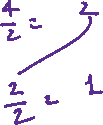 4/2 = 2
2/2 = 1